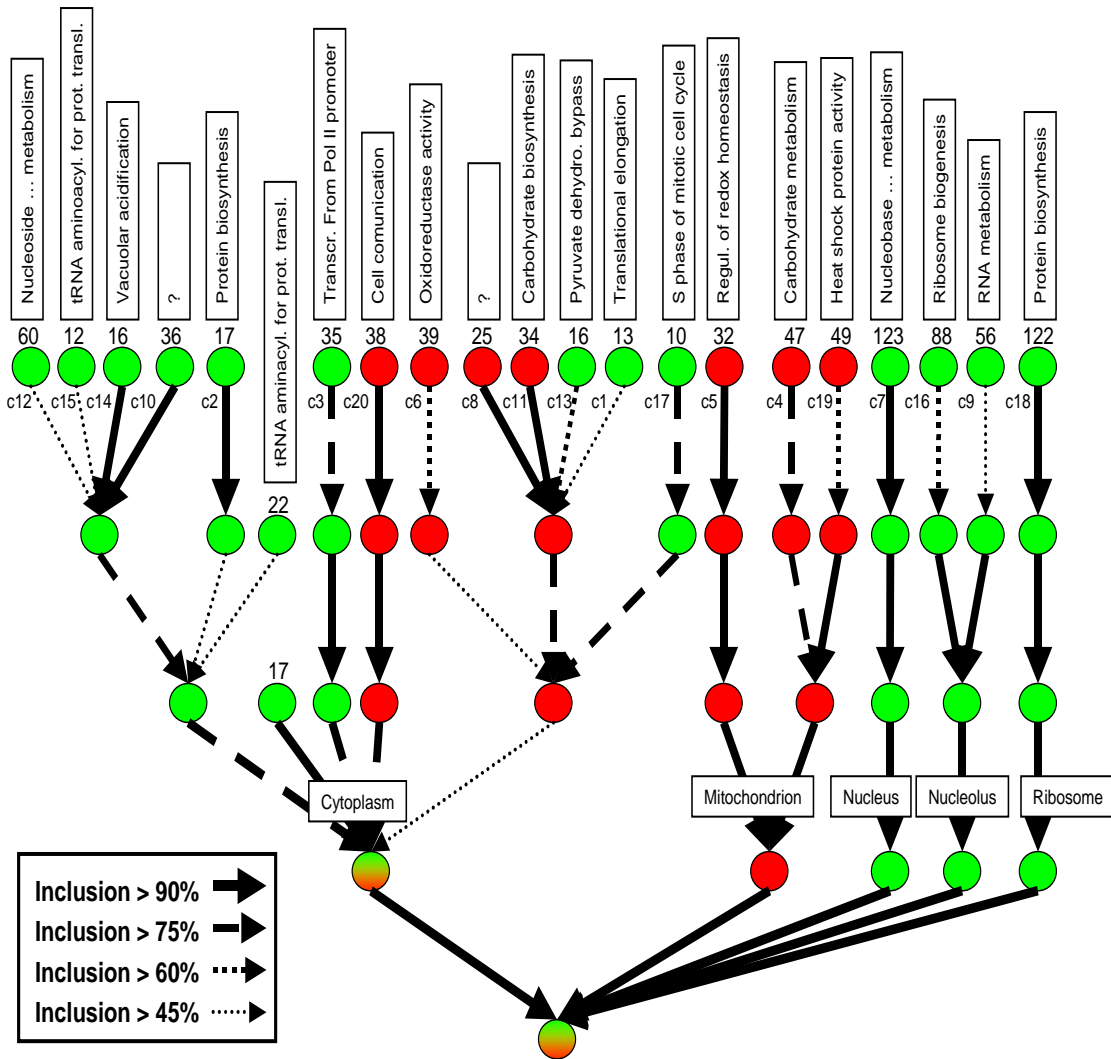 Nucleoside ... metabolism
tRNA aminoacyl. for prot. transl.
Vacuolar acidification
?
Protein biosynthesis
tRNA aminacyl. for prot. transl.
Transcr. From Pol II promoter
Cell comunication
Oxidoreductase activity
?
Carbohydrate biosynthesis
Pyruvate dehydro. bypass
Translational elongation
S phase of mitotic cell cycle
Regul. of redox homeostasis
Carbohydrate metabolism
Heat shock protein activity
Nucleobase ... metabolism
Ribosome biogenesis
RNA metabolism
Protein biosynthesis
60 12 16 36 17 35 38 39 25 34 16 13 10 32 47 49 123 88 56 122
c12 c15 c14 c10 c2 c3 c20 c6 c8 c11 c13 c1 c17 c5 c4 c19 c7 c16 c9 c18
22
17
Cytoplasm Mitochondrion Nucleus Nucleolus Ribosome
Inclusion > 90%
Inclusion > 75%
Inclusion > 60%
Inclusion > 45%